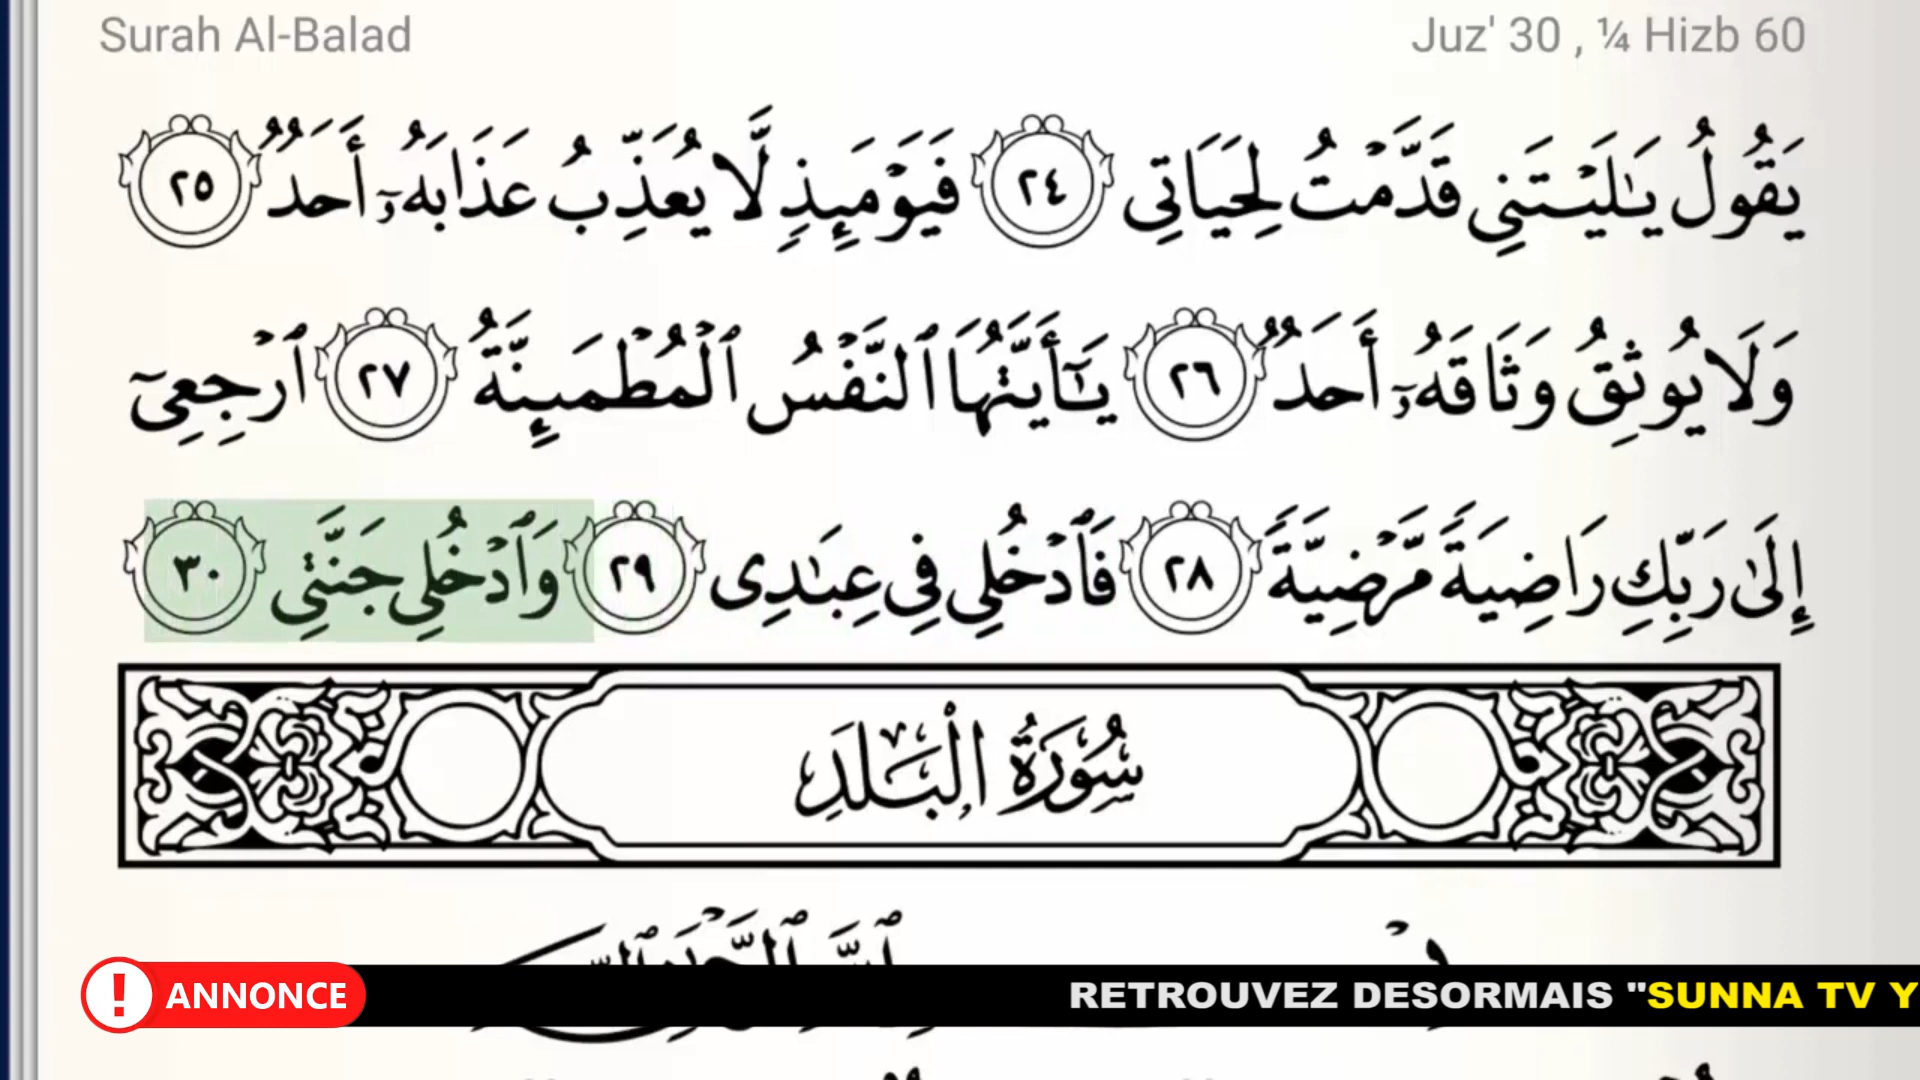 Surah Al-Balad
Juz' 30 , ¼ Hizb 60
يَقُولُ يَـٰلَيْتَنِى قَدَّمْتُ لِحَيَاتِى ٢٤ فَيَوْمَئِذٍ لَّا يُعَذِّبُ عَذَابَهُۥٓ أَحَدٌ ٢٥
وَلَا يُوثِقُ وَثَاقَهُۥٓ أَحَدٌ ٢٦ يَـٰٓأَيَّتُهَا ٱلنَّفْسُ ٱلْمُطْمَئِنَّةُ ٢٧ ٱرْجِعِىٓ
إِلَىٰ رَبِّكِ رَاضِيَةً مَّرْضِيَّةً ٢٨ فَٱدْخُلِى فِى عِبَـٰدِى ٢٩ وَٱدْخُلِى جَنَّتِى ٣٠
سُورَةُ الْبَلَدِ
ANNONCE
RETROUVEZ DESORMAIS "SUNNA TV Y